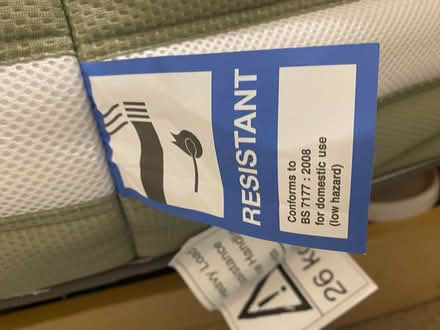 RESISTANT
Conforms to
BS 7177 : 2008
for domestic use
(low hazard)
26 K